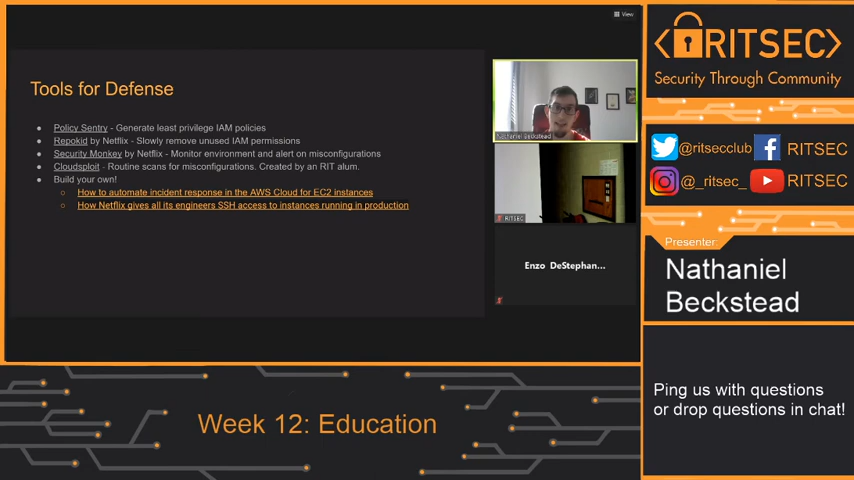 View
Tools for Defense
Policy Sentry - Generate least privilege IAM policies
Repokid by Netflix - Slowly remove unused IAM permissions
Security Monkey by Netflix - Monitor environment and alert on misconfigurations
Cloudsploit - Routine scans for misconfigurations. Created by an RIT alum.
Build your own!
How to automate incident response in the AWS Cloud for EC2 instances
How Netflix gives all its engineers SSH access to instances running in production
Nathaniel Beckstead
RITSEC
Enzo DeStephan...
<RITSEC>
Security Through Community
@ritsecclub
RITSEC
@_ritsec_
RITSEC
Presenter:
Nathaniel
Beckstead
Ping us with questions
or drop questions in chat!
Week 12: Education